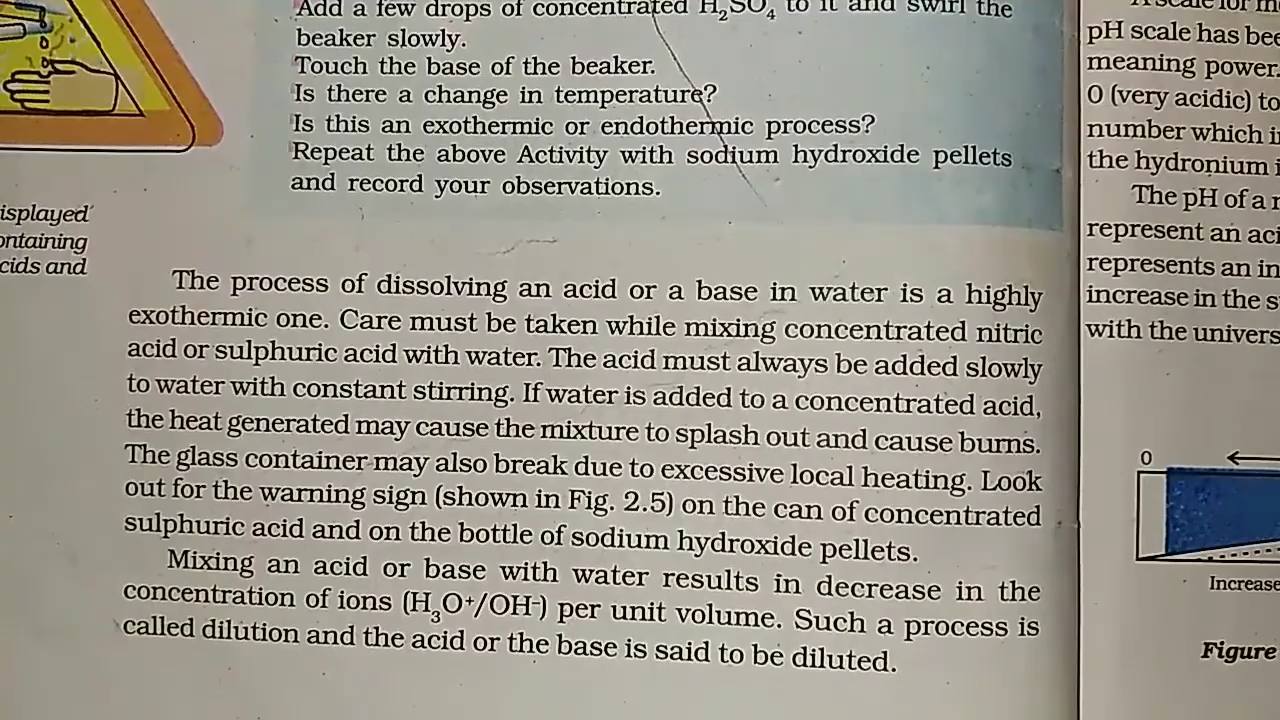 Add a few drops of concentrated H₂SO₄ to it and swirl the
beaker slowly.
Touch the base of the beaker.
Is there a change in temperature?
Is this an exothermic or endothermic process?
Repeat the above Activity with sodium hydroxide pellets
and record your observations.
cids and
The process of dissolving an acid or a base in water is a highly
exothermic one. Care must be taken while mixing concentrated nitric
acid or sulphuric acid with water. The acid must always be added slowly
to water with constant stirring. If water is added to a concentrated acid,
the heat generated may cause the mixture to splash out and cause burns.
The glass container may also break due to excessive local heating. Look
out for the warning sign (shown in Fig. 2.5) on the can of concentrated
sulphuric acid and on the bottle of sodium hydroxide pellets.
Mixing an acid or base with water results in decrease in the
concentration of ions (H₃O⁺/OH⁻) per unit volume. Such a process is
called dilution and the acid or the base is said to be diluted.
pH scale has
meaning power.
0 (very acidic) to
number which
the hydronium
The pH of a
represent an
represents an
increase in the
with the
0
Increase
Figure